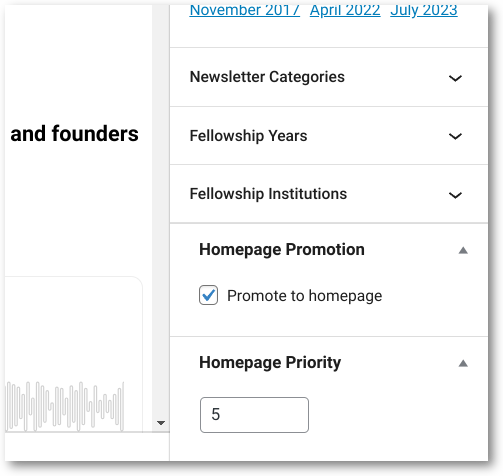 November 2017 April 2022 July 2023
Newsletter Categories
and founders
Fellowship Years
Fellowship Institutions
Homepage Promotion
Promote to homepage
Homepage Priority
5